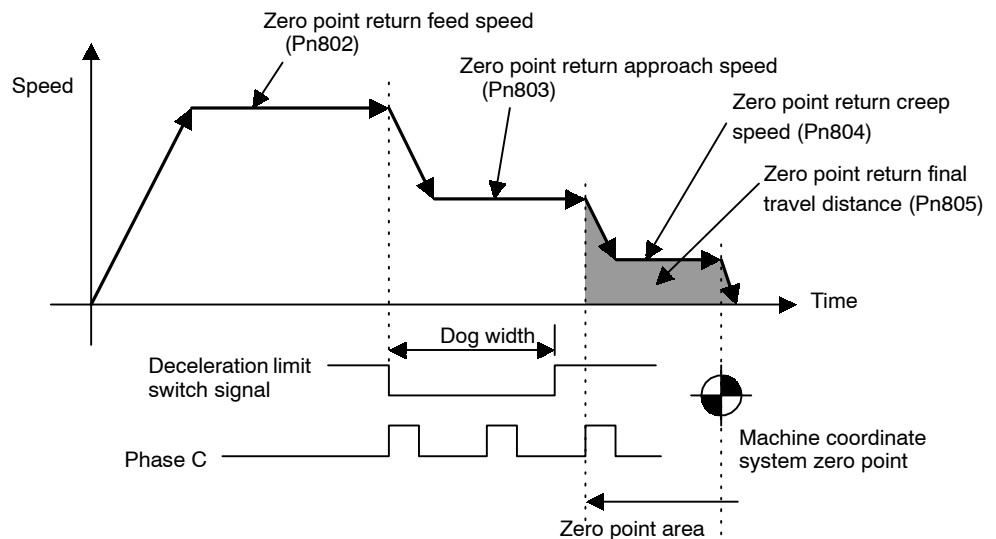 Zero point return feed speed
(Pn802)
Zero point return approach speed
(Pn803)
Speed
Zero point return creep
speed (Pn804)
Zero point return final
travel distance (Pn805)
Time
Dog width
Deceleration limit
switch signal
Phase C
Machine coordinate
system zero point
Zero point area